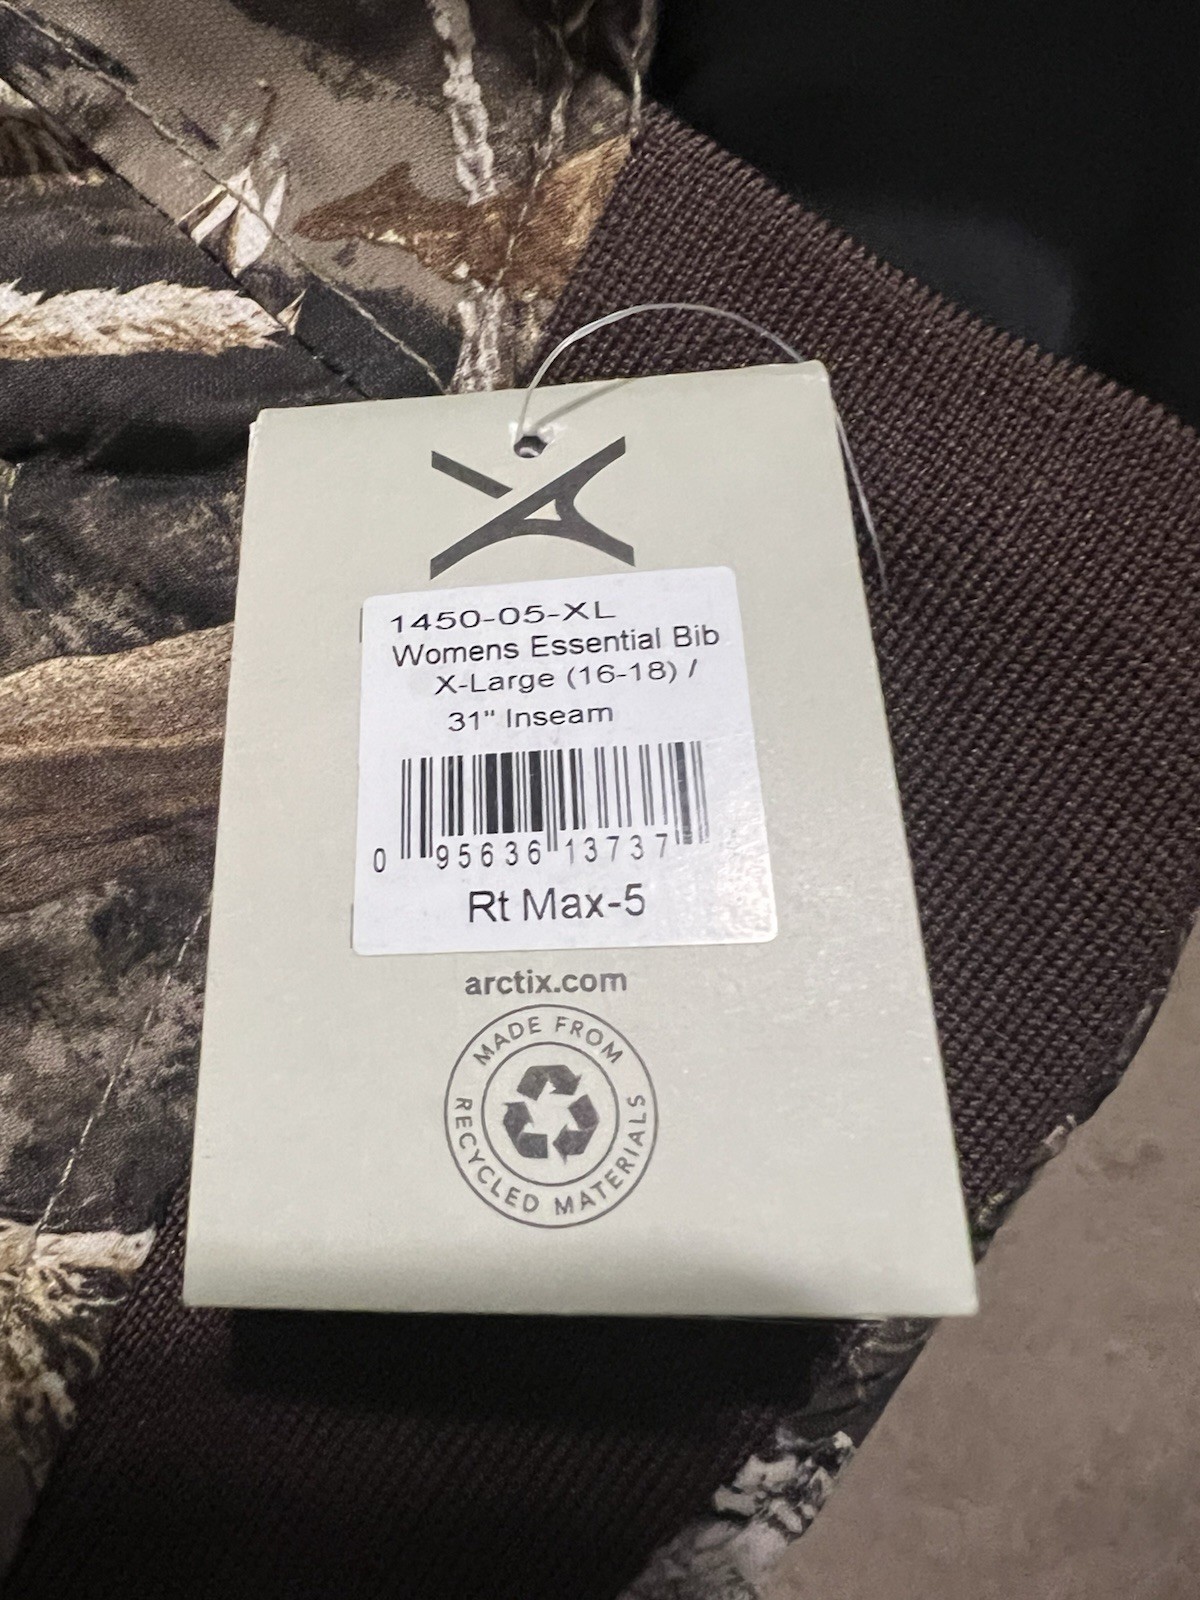 1450-05-XL
Womens Essential Bib
X-Large (16-18) /
31" Inseam
0 95636 13737
Rt Max-5
arctix.com
MADE FROM
RECYCLED MATERIALS